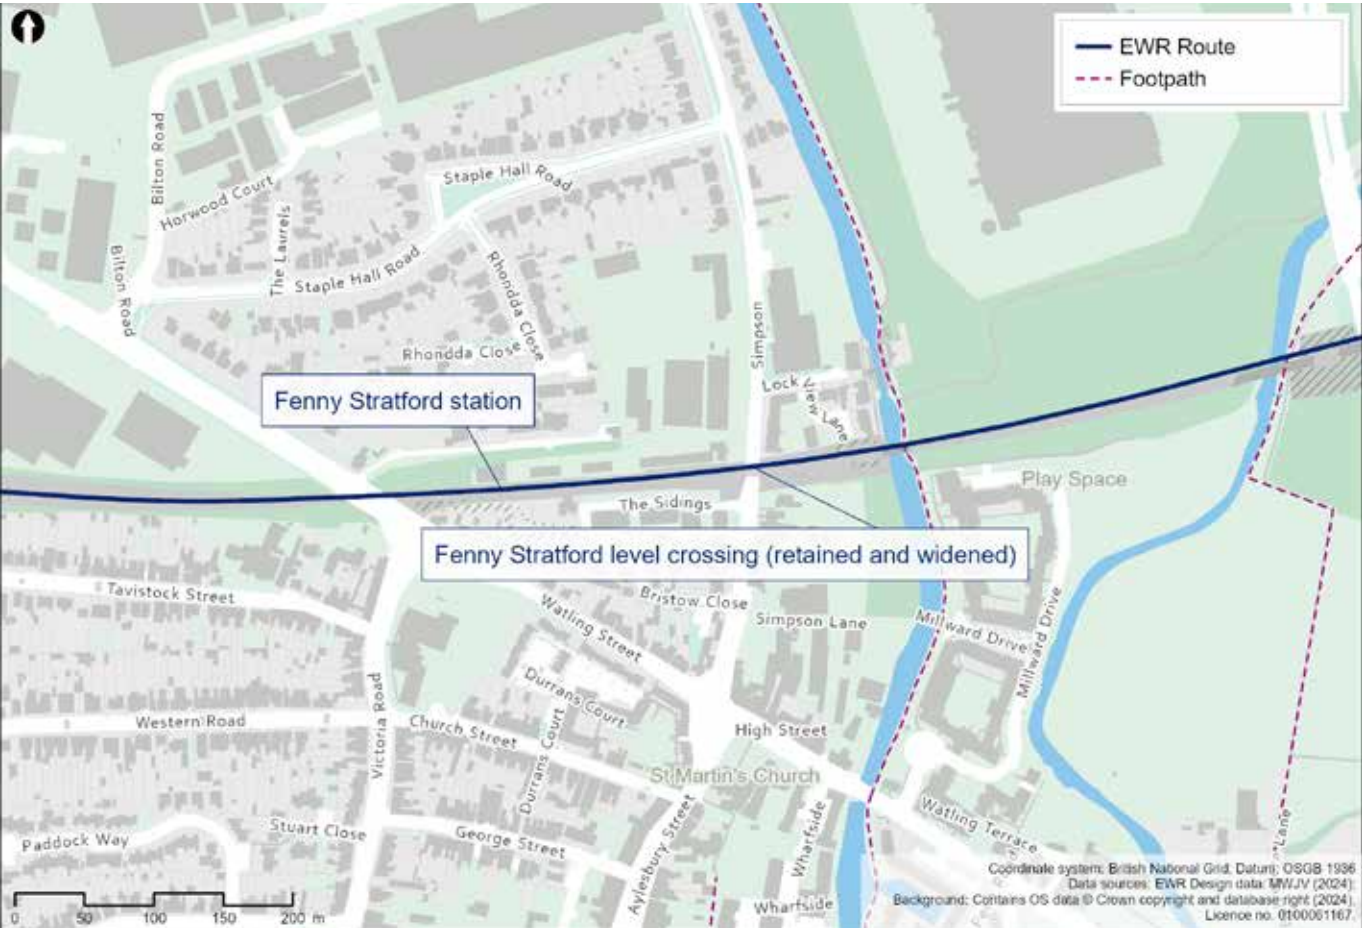 EWR Route
Footpath
Bilton Road
Horwood Court
The Laurels
Staple Hall Road
Bilton Road
Staple Hall Road
Rhondda Close
Rhondda Close
Simpson
Lock View Lane
Fenny Stratford station
Play Space
The Sidings
Fenny Stratford level crossing (retained and widened)
Tavistock Street
Bristow Close
Simpson Lane
Watling Street
Millward Drive
Millward Drive
Durrans Court
Victoria Road
Western Road
Church Street
Durrans Court
High Street
St Martin's Church
Paddock Way
Stuart Close
George Street
Aylesbury Street
Wharfside
Watling Terrace
Lane
Wharfside
0 50 100 150 200 m
Coordinate system: British National Grid; Datum: OSGB 1936
Data sources: EWR Design data: MWJV (2024);
Background: Contains OS data © Crown copyright and database right (2024).
Licence no. 0100061167.